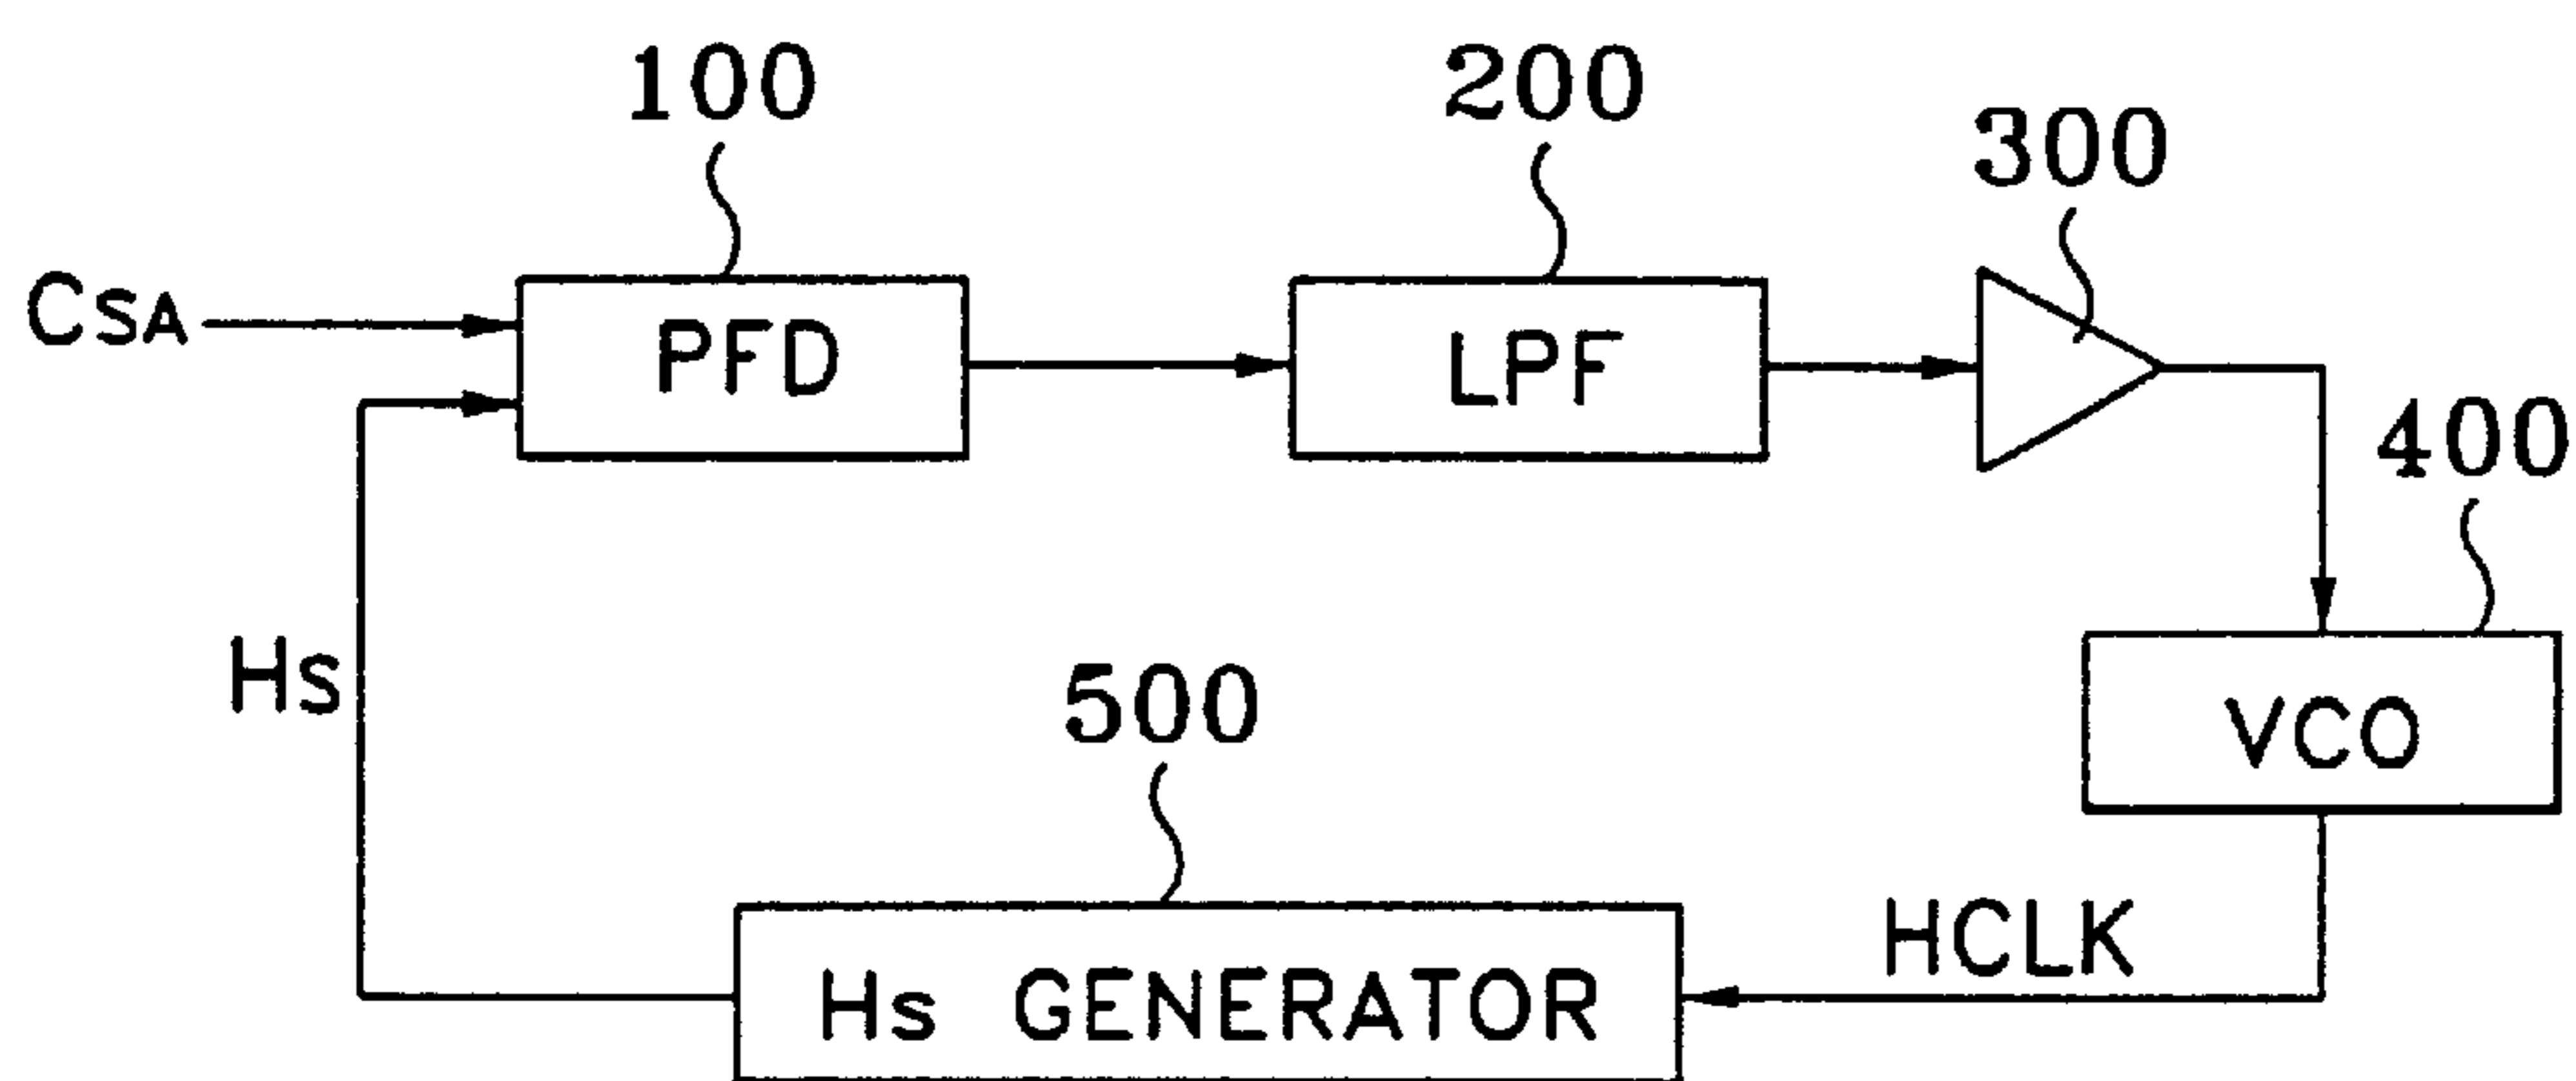 100
200
300
CSA
PFD
LPF
400
HS
500
VCO
HCLK
Hs GENERATOR